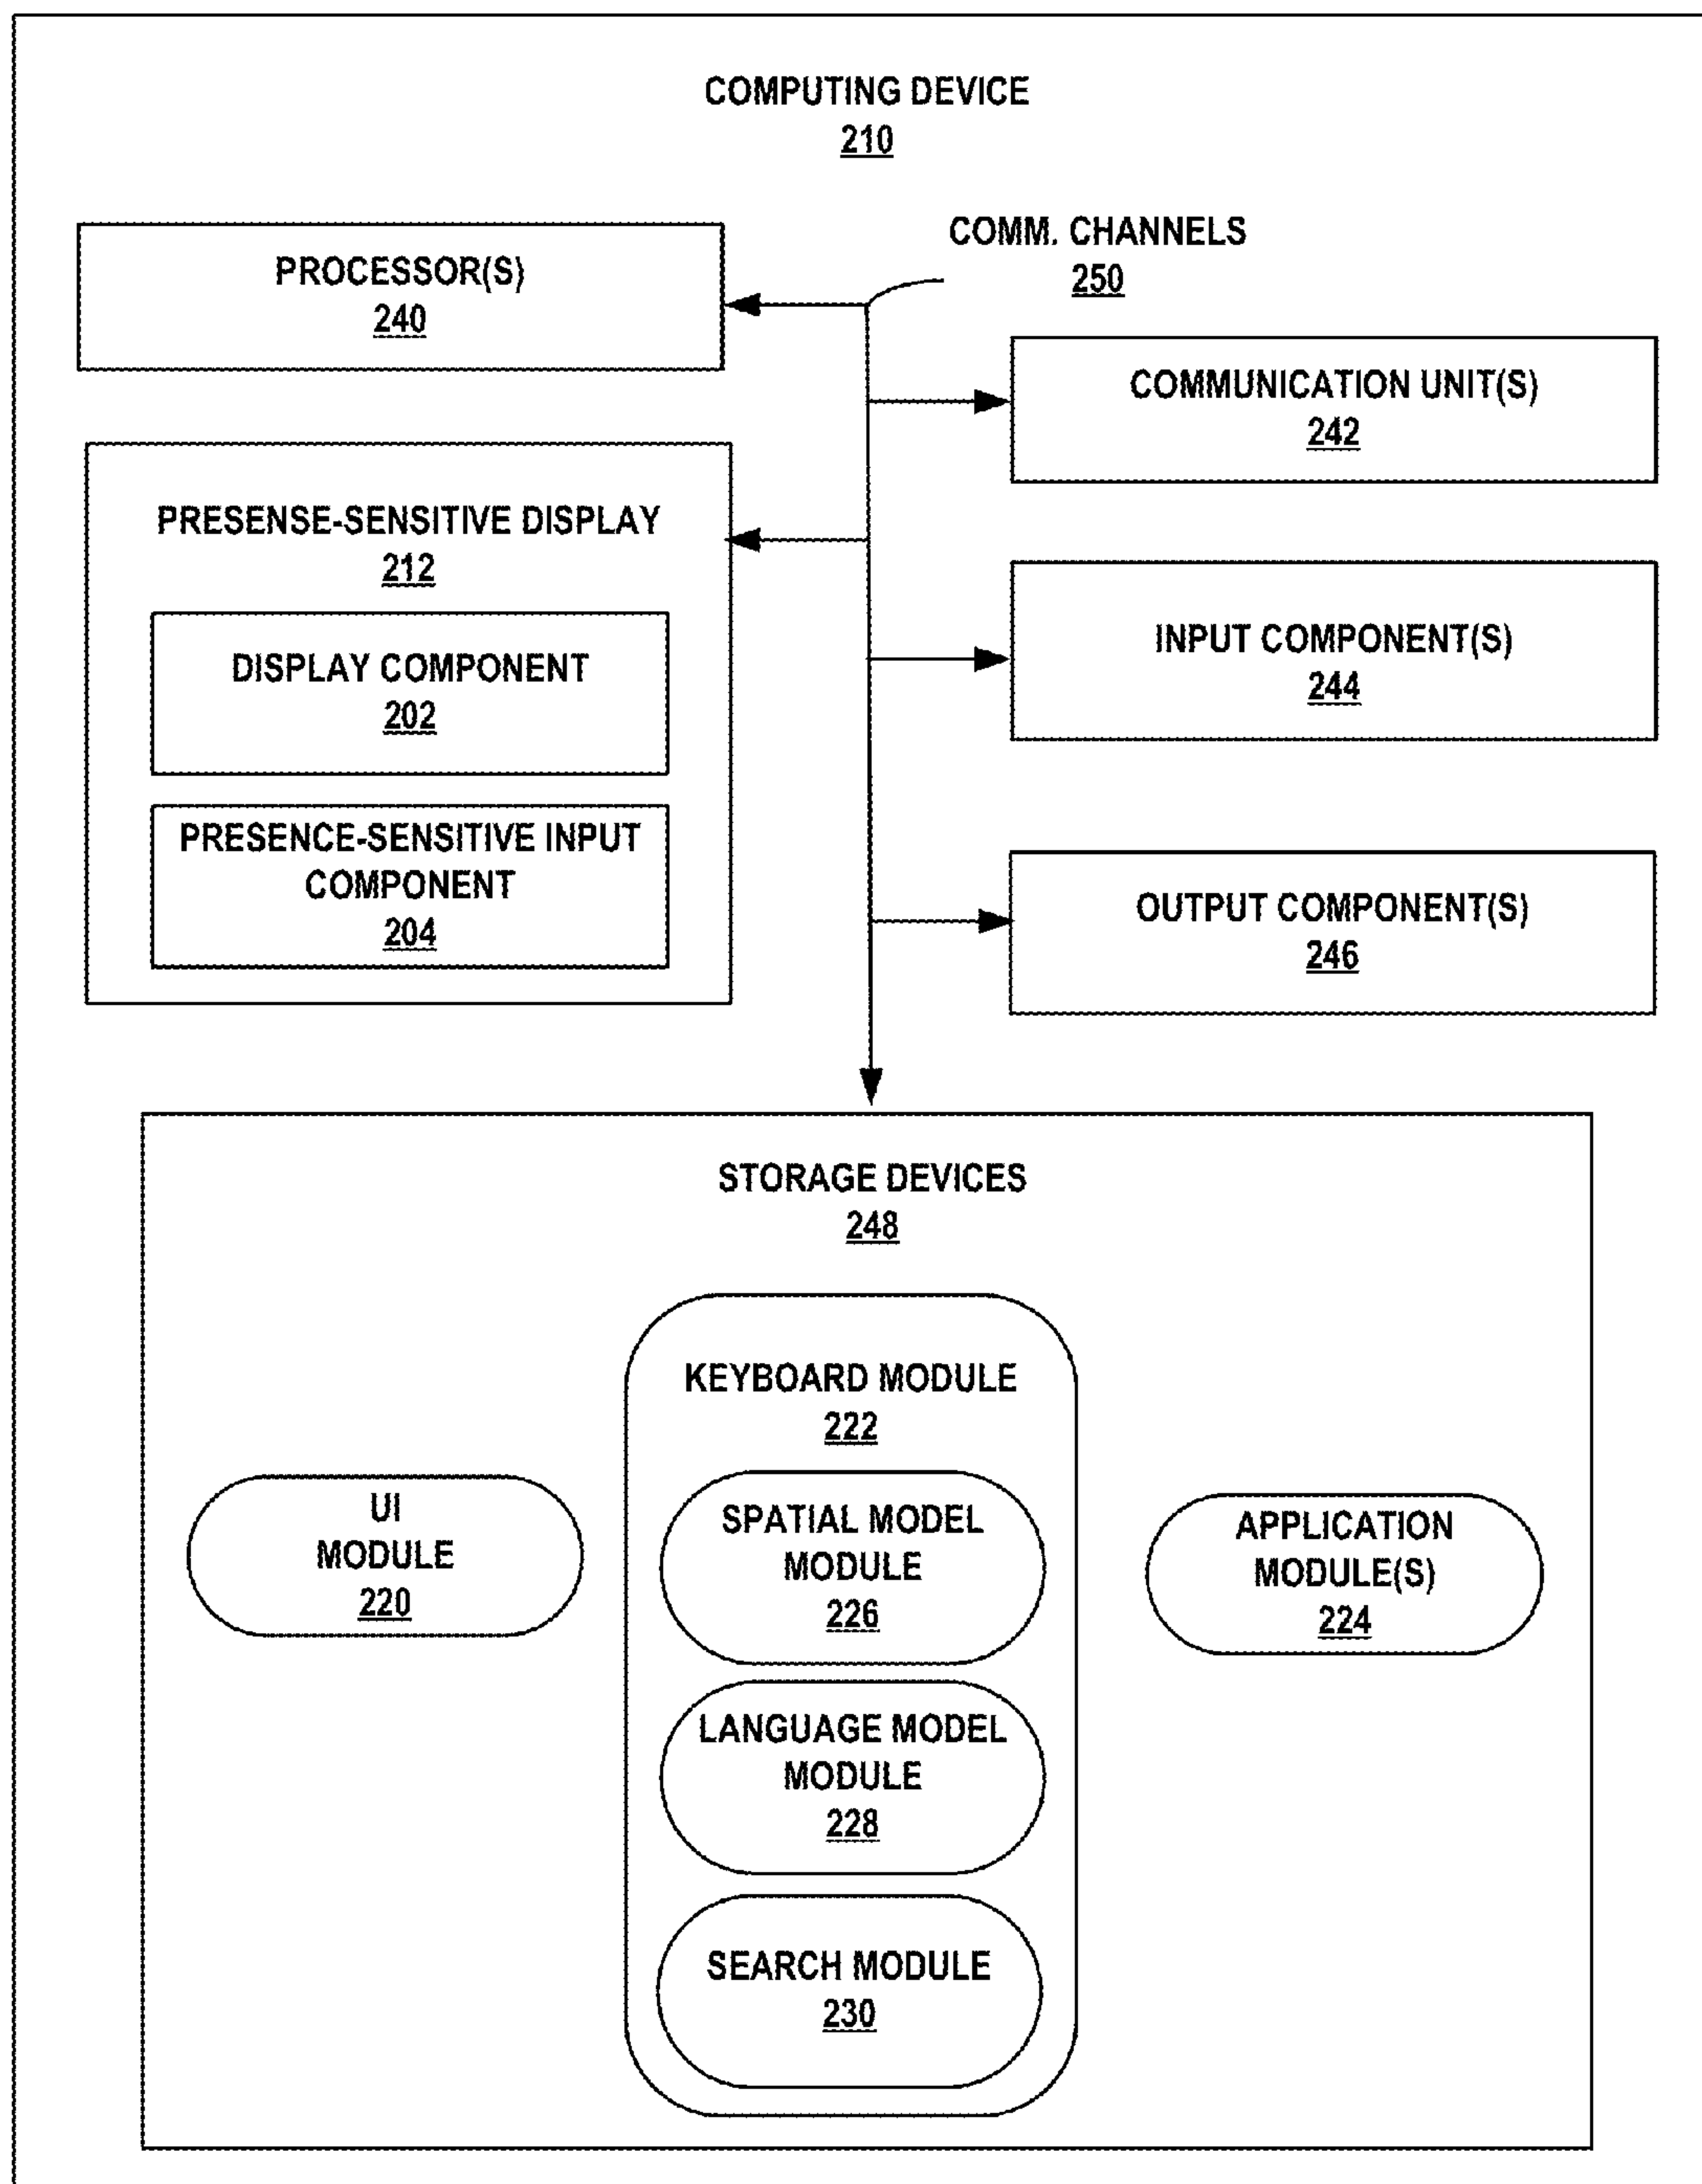 COMPUTING DEVICE
210
COMM. CHANNELS
250
PROCESSOR(S)
240
COMMUNICATION UNIT(S)
242
PRESENSE-SENSITIVE DISPLAY
212
DISPLAY COMPONENT
202
PRESENCE-SENSITIVE INPUT
COMPONENT
204
INPUT COMPONENT(S)
244
OUTPUT COMPONENT(S)
246
STORAGE DEVICES
248
UI
MODULE
220
KEYBOARD MODULE
222
SPATIAL MODEL
MODULE
226
LANGUAGE MODEL
MODULE
228
SEARCH MODULE
230
APPLICATION
MODULE(S)
224